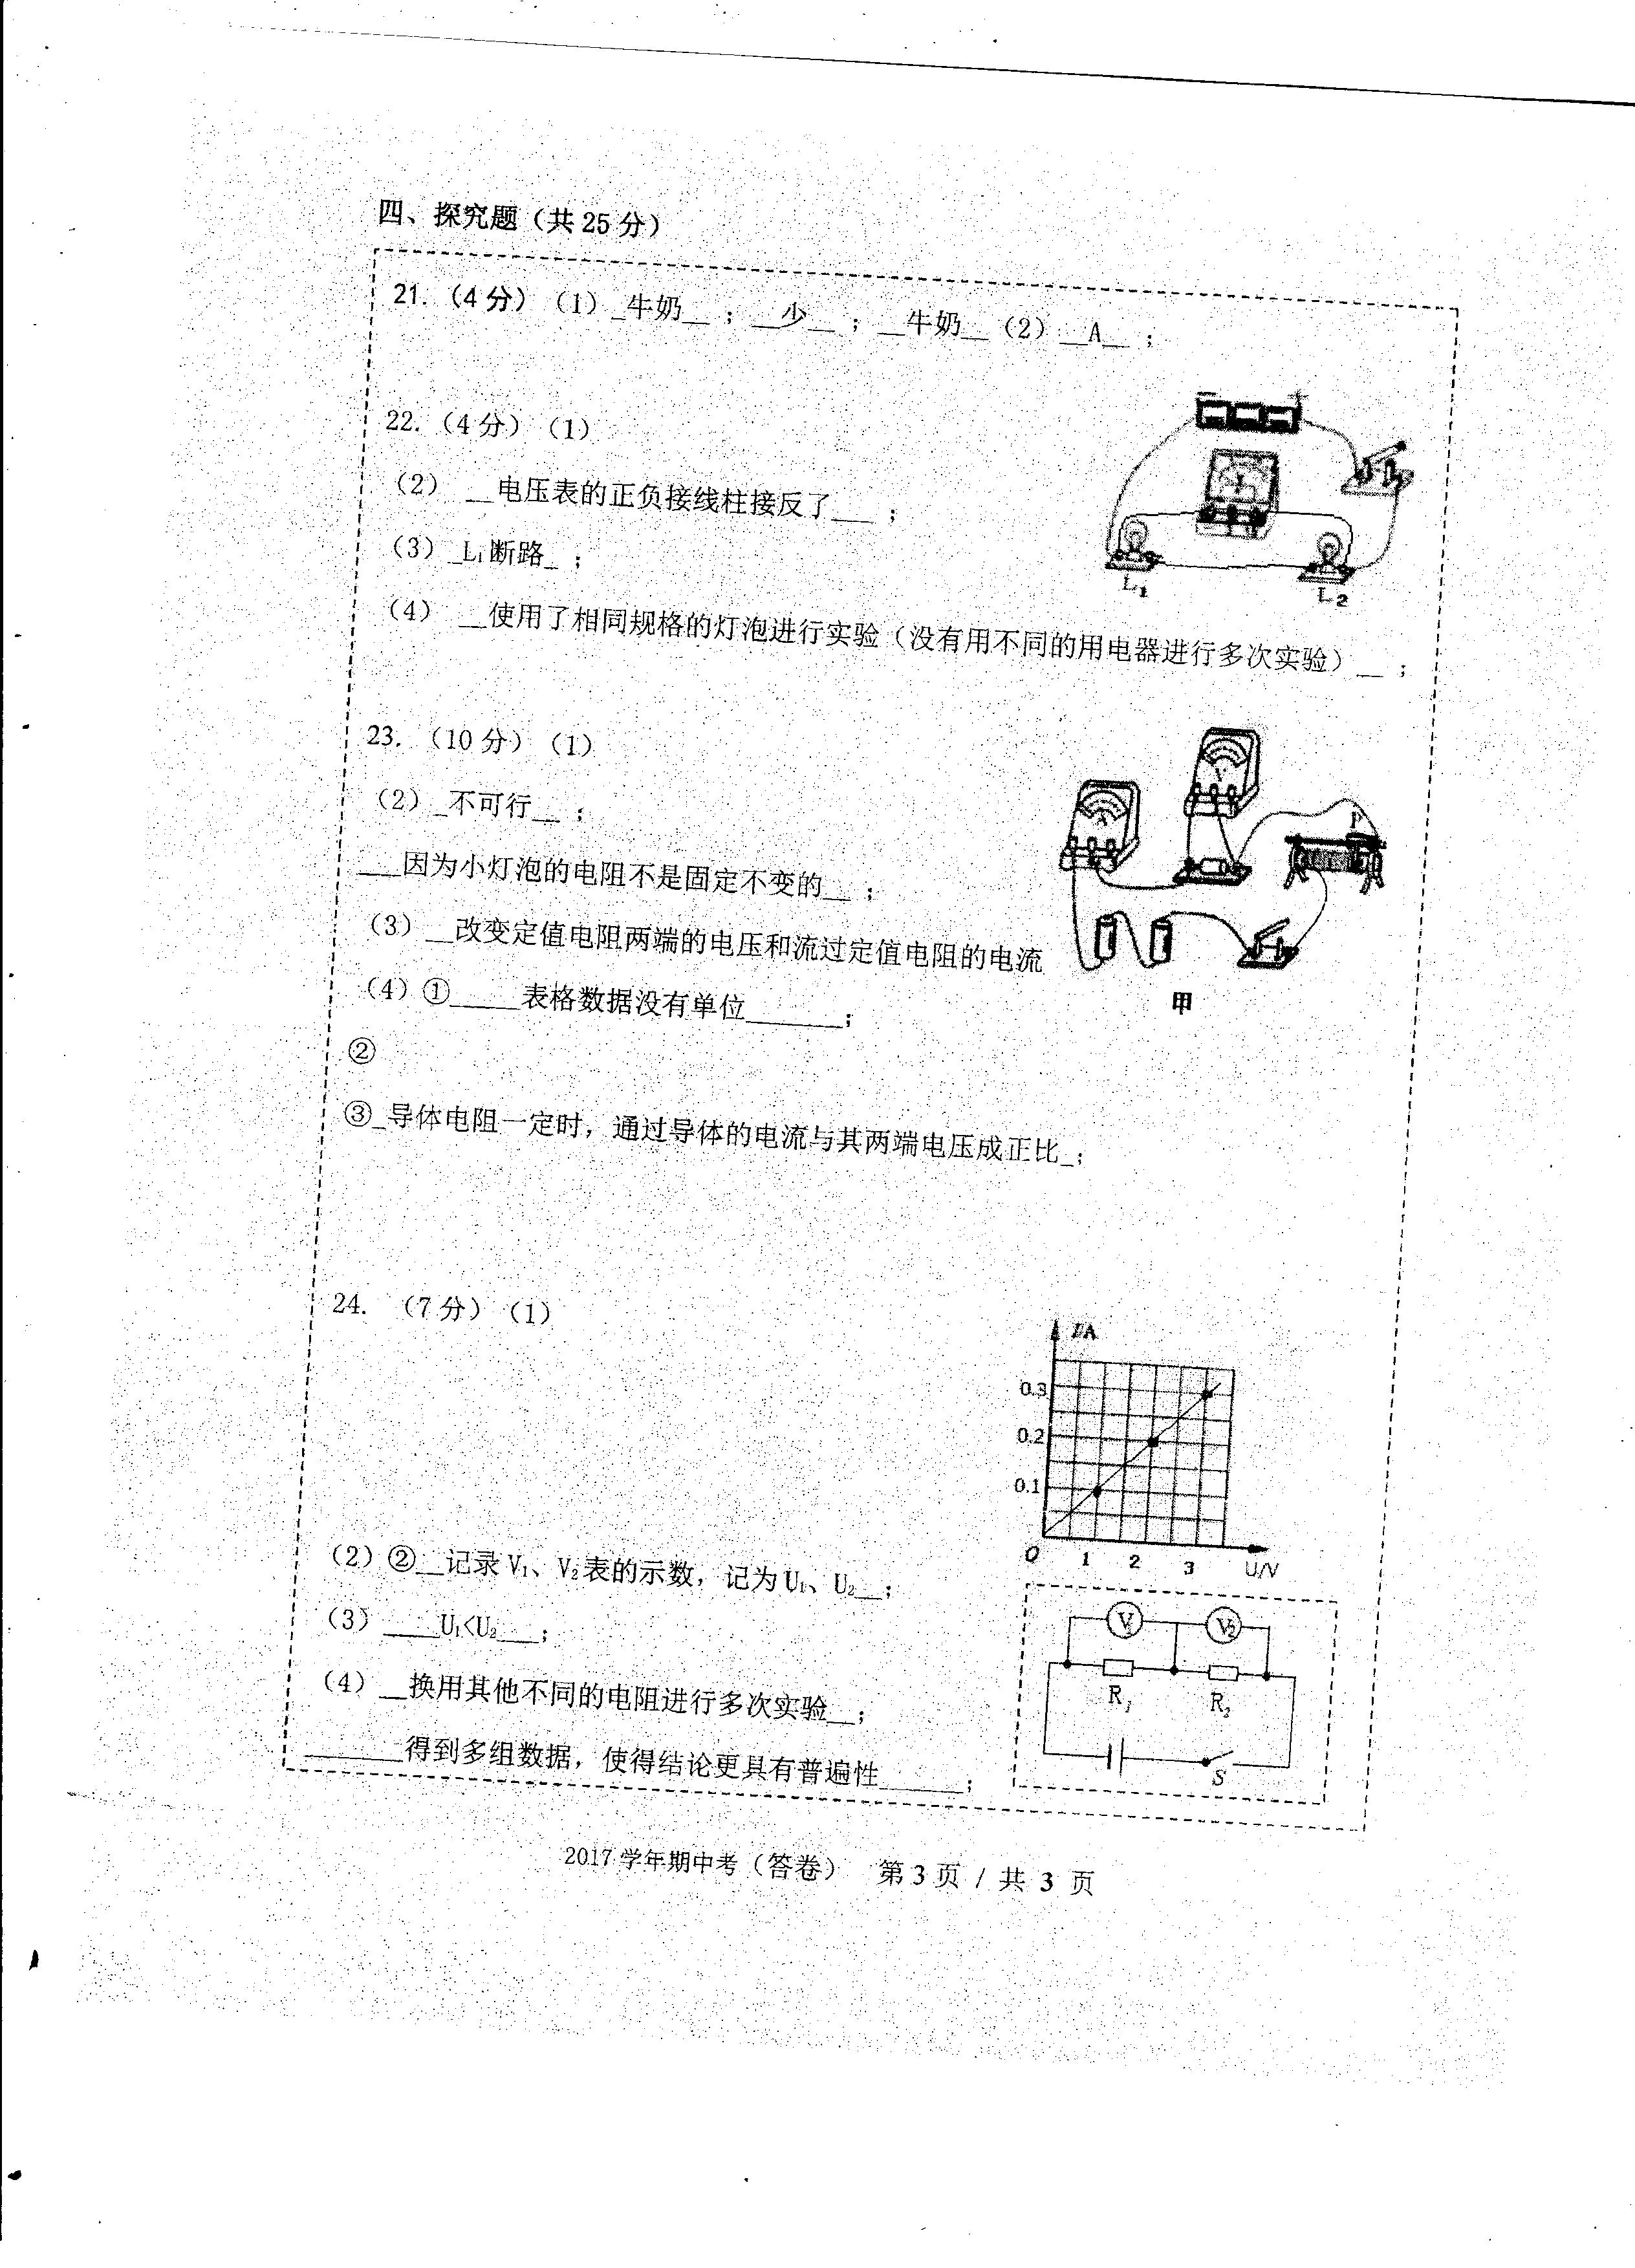 四、探究题（共25分）
21.（4分）（1）_牛奶__；__少__；__牛奶__（2）__A__；
22.（4分）（1）
（2）__电压表的正负接线柱接反了___；
（3）_L₁断路_；
L₁ L₂
（4）__使用了相同规格的灯泡进行实验（没有用不同的用电器进行多次实验）__；
23.（10分）（1）
V
A
P
（2）_不可行__；
___因为小灯泡的电阻不是固定不变的__；
（3）__改变定值电阻两端的电压和流过定值电阻的电流
甲
（4）①_____表格数据没有单位_______；
②
③_导体电阻一定时，通过导体的电流与其两端电压成正比_；
24.（7分）（1）
I/A
0.3
0.2
0.1
O 1 2 3 U/V
（2）②__记录V₁、V₂表的示数，记为U₁、U₂__；
（3）____U₁<U₂___；
V₁ V₂
R₁ R₂
S
（4）__换用其他不同的电阻进行多次实验__；
_______得到多组数据，使得结论更具有普遍性______；
2017学年期中考（答卷） 第3页 / 共 3 页